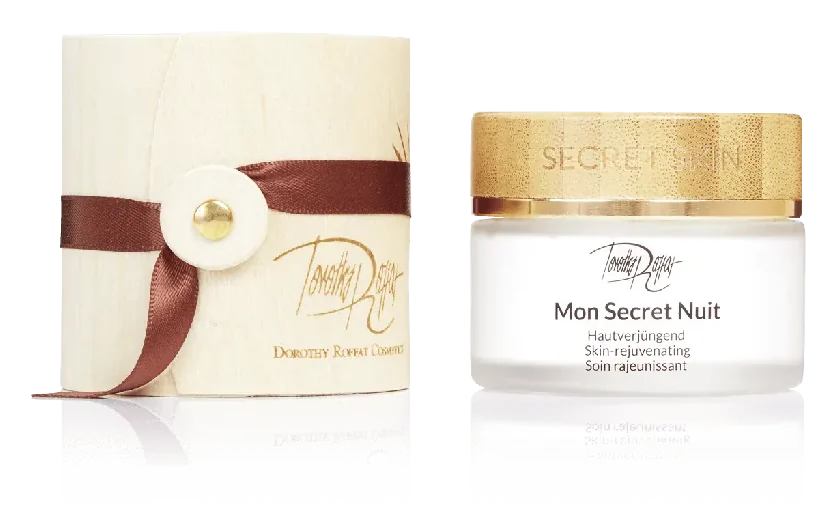 Dorothy Roffat
DOROTHY ROFFAT COSMETICS
SECRET SKIN
Dorothy Roffat
Mon Secret Nuit
Hautverjüngend
Skin-rejuvenating
Soin rajeunissant